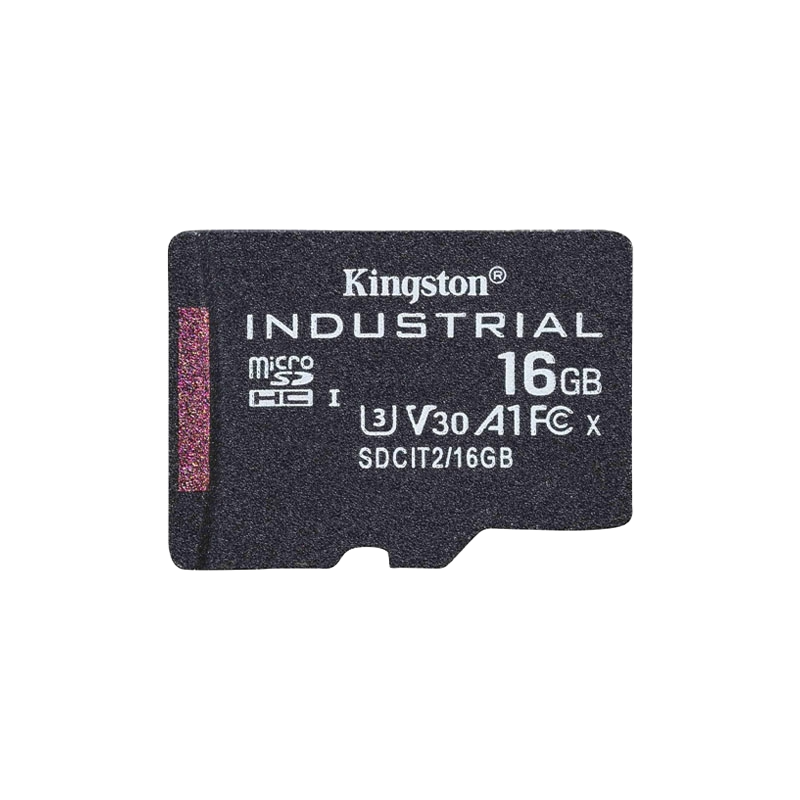 Kingston®
INDUSTRIAL
micro SD HC I
16GB
U3 V30 A1 FC X
SDCIT2/16GB